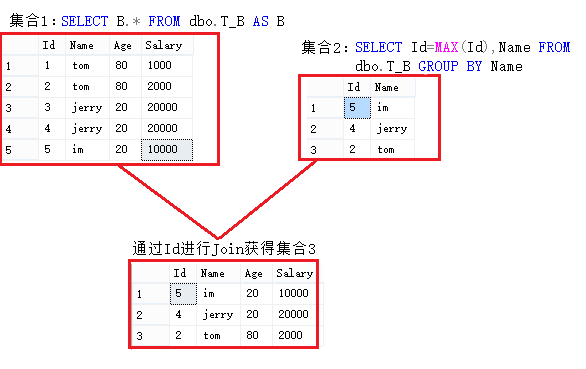 集合1：SELECT B.* FROM dbo.T_B AS B
Id Name Age Salary
1 1 tom 80 1000
2 2 tom 80 2000
3 3 jerry 20 20000
4 4 jerry 20 20000
5 5 im 20 10000
集合2：SELECT Id=MAX(Id),Name FROM
dbo.T_B GROUP BY Name
Id Name
1 5 im
2 4 jerry
3 2 tom
通过Id进行Join获得集合3
Id Name Age Salary
1 5 im 20 10000
2 4 jerry 20 20000
3 2 tom 80 2000